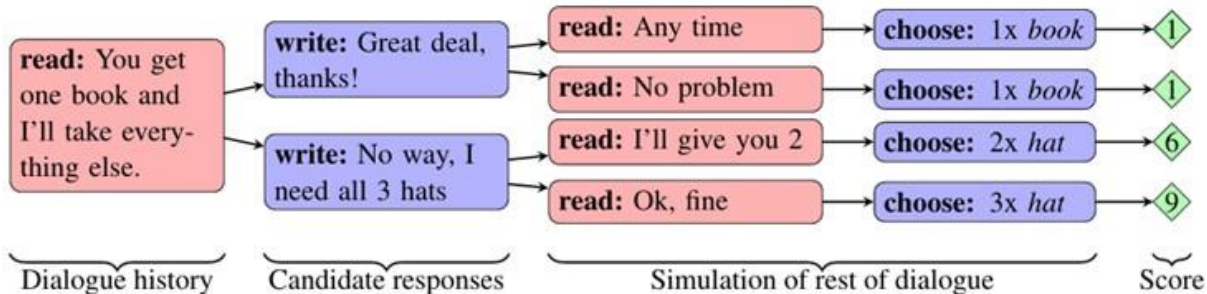 read: You get
one book and
I'll take every-
thing else.
write: Great deal,
thanks!
write: No way, I
need all 3 hats
read: Any time
choose: 1x book
1
read: No problem
choose: 1x book
1
read: I'll give you 2
choose: 2x hat
6
read: Ok, fine
choose: 3x hat
9
Dialogue history
Candidate responses
Simulation of rest of dialogue
Score